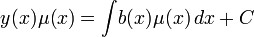 y(x)μ(x) = ∫b(x)μ(x) dx + C